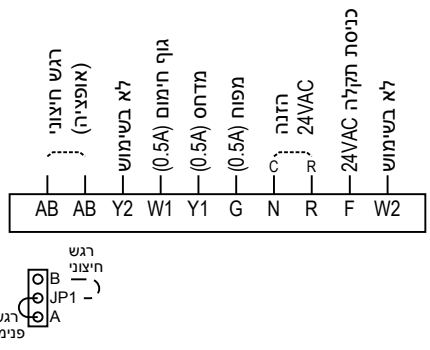 רגש חיצוני
(אופציה)
לא בשימוש
גוף חימום (0.5A)
מדחס (0.5A)
מפוח (0.5A)
הזנה
24VAC
כניסת תקלה 24VAC
לא בשימוש
C R
AB AB Y2 W1 Y1 G N R F W2
רגש
חיצוני
B
JP1
A
רגש